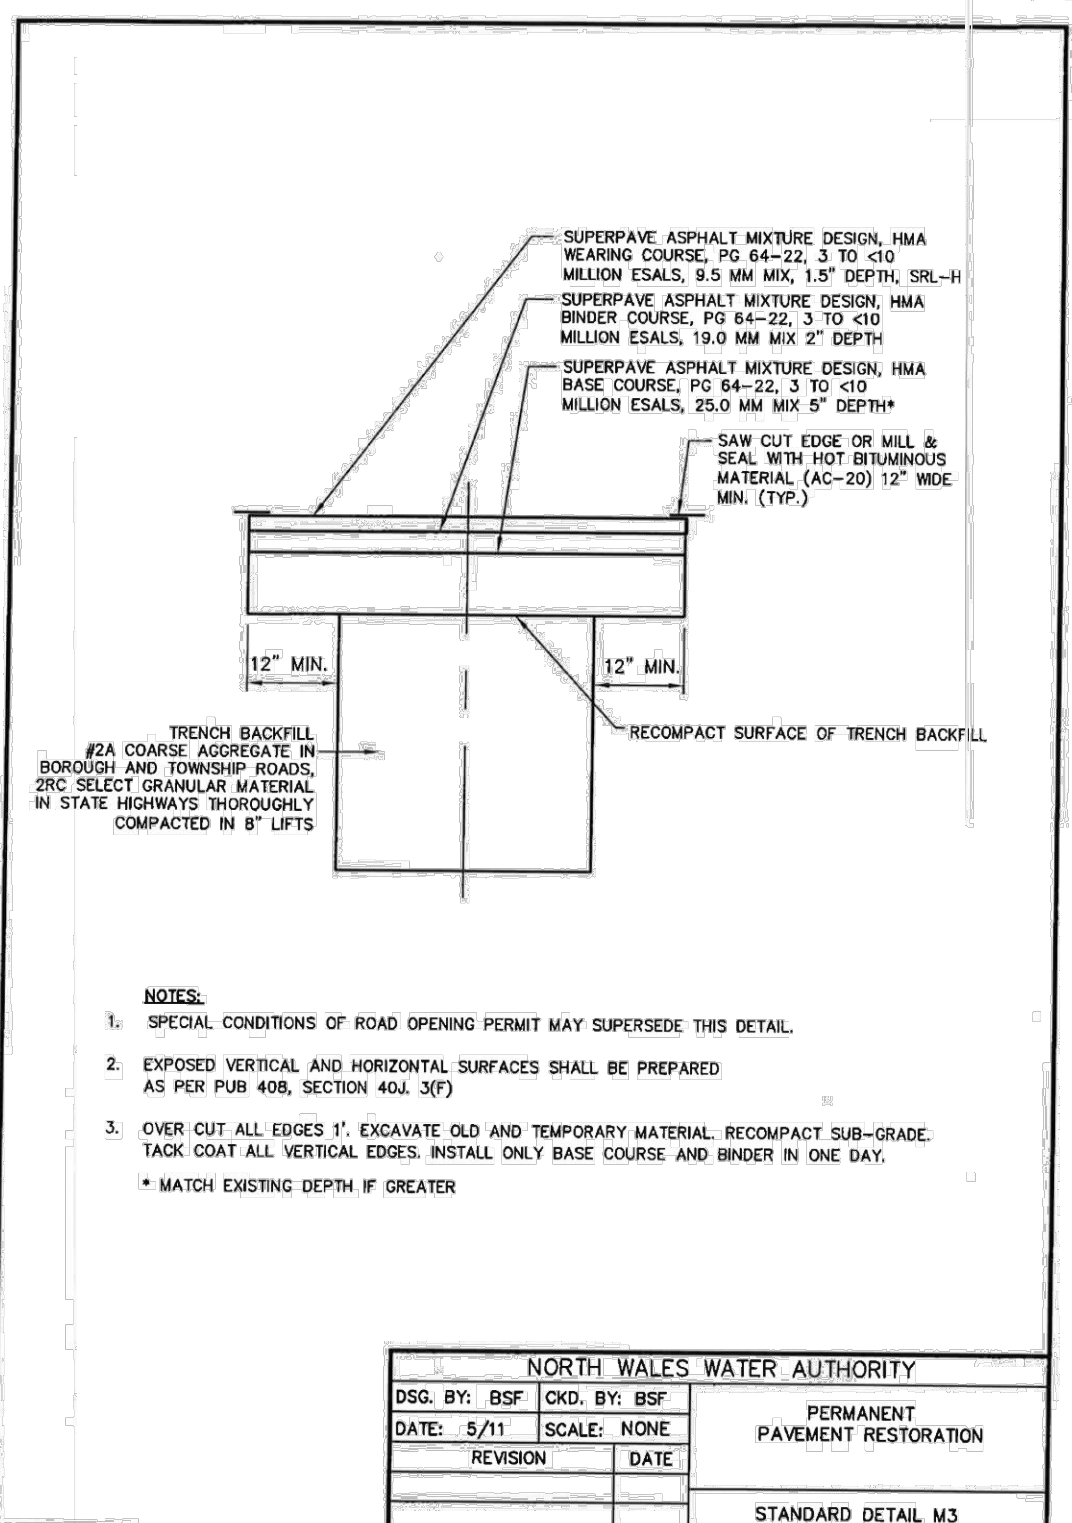 SUPERPAVE ASPHALT MIXTURE DESIGN, HMA
WEARING COURSE, PG 64-22, 3 TO <10
MILLION ESALS, 9.5 MM MIX, 1.5" DEPTH, SRL-H
SUPERPAVE ASPHALT MIXTURE DESIGN, HMA
BINDER COURSE, PG 64-22, 3 TO <10
MILLION ESALS, 19.0 MM MIX 2" DEPTH
SUPERPAVE ASPHALT MIXTURE DESIGN, HMA
BASE COURSE, PG 64-22, 3 TO <10
MILLION ESALS, 25.0 MM MIX 5" DEPTH*
SAW CUT EDGE OR MILL &
SEAL WITH HOT BITUMINOUS
MATERIAL (AC-20) 12" WIDE
MIN. (TYP.)
12" MIN.
12" MIN.
RECOMPACT SURFACE OF TRENCH BACKFILL
TRENCH BACKFILL
#2A COARSE AGGREGATE IN
BOROUGH AND TOWNSHIP ROADS,
2RC SELECT GRANULAR MATERIAL
IN STATE HIGHWAYS THOROUGHLY
COMPACTED IN 8" LIFTS
NOTES:
1. SPECIAL CONDITIONS OF ROAD OPENING PERMIT MAY SUPERSEDE THIS DETAIL.
2. EXPOSED VERTICAL AND HORIZONTAL SURFACES SHALL BE PREPARED
AS PER PUB 408, SECTION 40J. 3(F)
3. OVER CUT ALL EDGES 1'. EXCAVATE OLD AND TEMPORARY MATERIAL. RECOMPACT SUB-GRADE.
TACK COAT ALL VERTICAL EDGES. INSTALL ONLY BASE COURSE AND BINDER IN ONE DAY.
* MATCH EXISTING DEPTH IF GREATER
NORTH WALES WATER AUTHORITY
DSG. BY: BSF CKD. BY: BSF
DATE: 5/11 SCALE: NONE
REVISION DATE
PERMANENT
PAVEMENT RESTORATION
STANDARD DETAIL M3